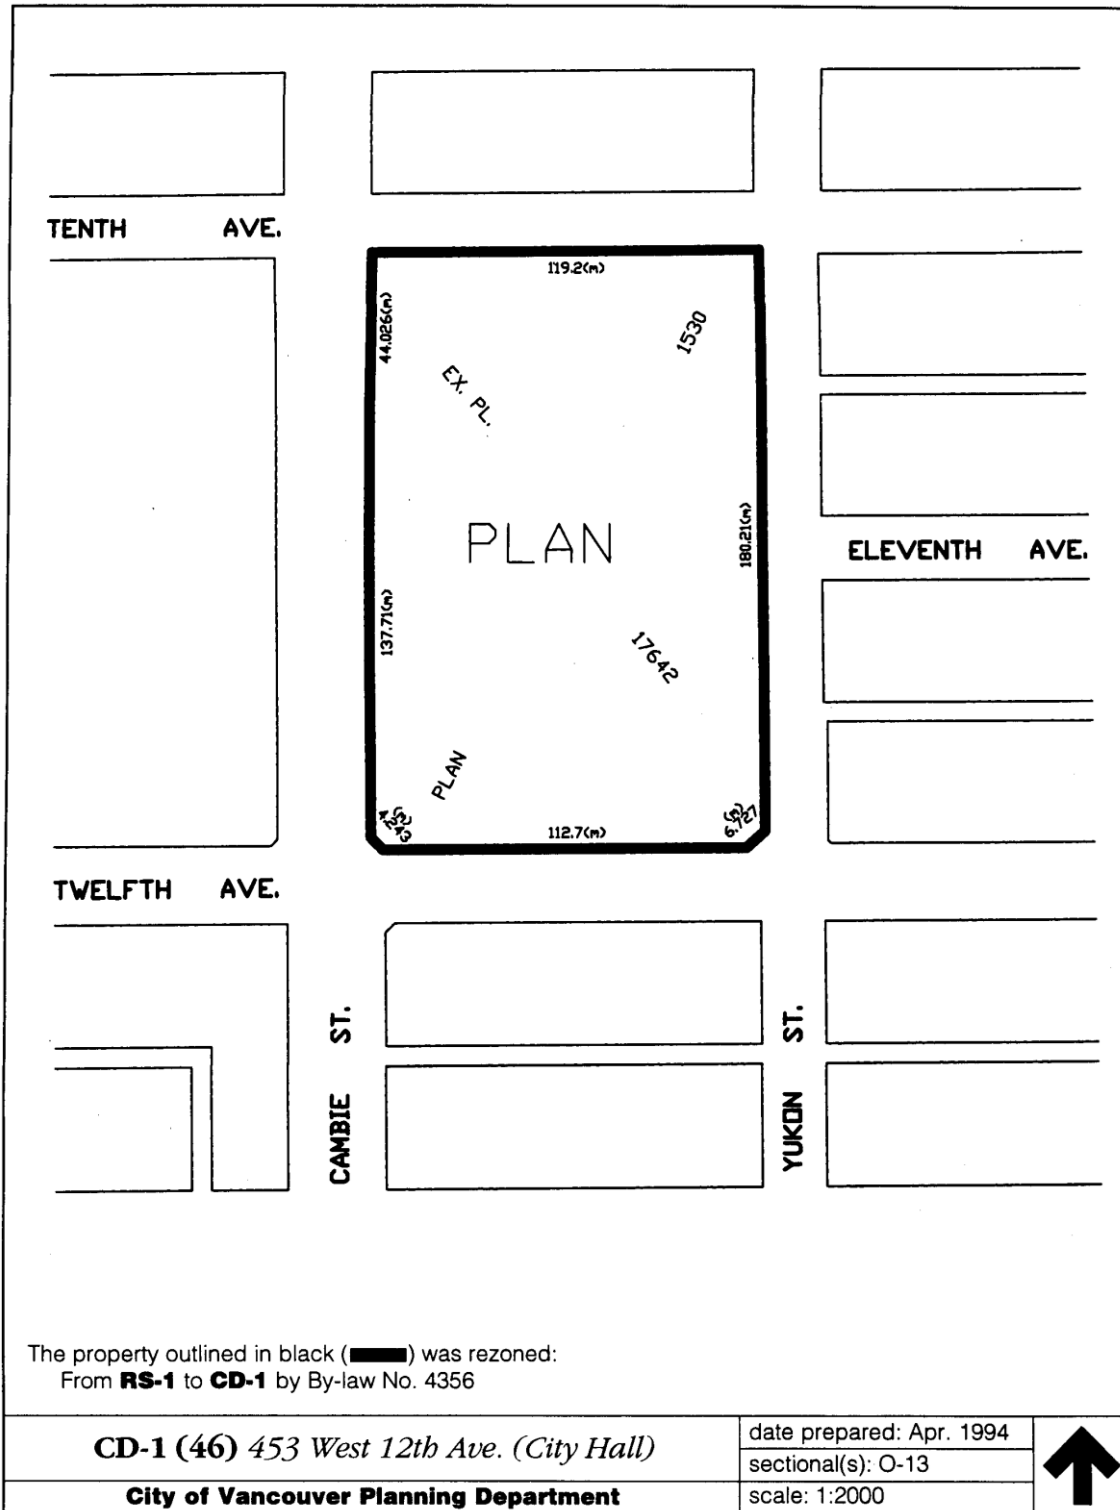 TENTH AVE.
119.2(m)
44.026(m)
1530
EX. PL.
PLAN
180.21(m)
ELEVENTH AVE.
137.71(m)
17642
PLAN
4.243
(m)
112.7(m)
(m)
6.727
TWELFTH AVE.
CAMBIE ST.
YUKON ST.
The property outlined in black ( ) was rezoned:
From RS-1 to CD-1 by By-law No. 4356
CD-1 (46) 453 West 12th Ave. (City Hall)
date prepared: Apr. 1994
sectional(s): O-13
City of Vancouver Planning Department
scale: 1:2000